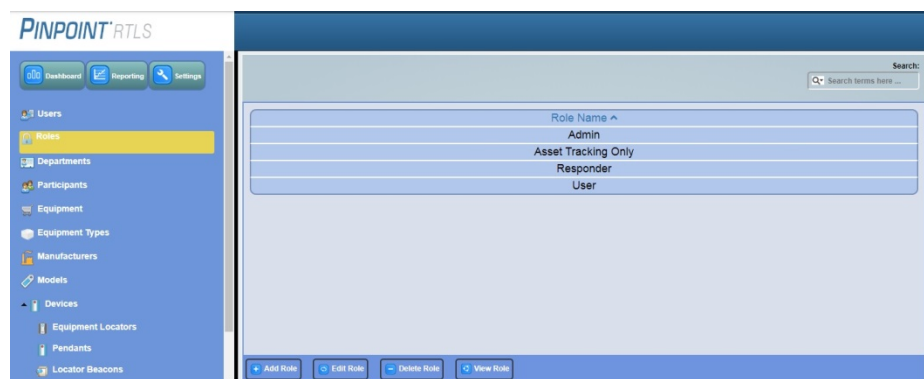 PINPOINT RTLS
Dashboard
Reporting
Settings
Users
Roles
Departments
Participants
Equipment
Equipment Types
Manufacturers
Models
Devices
Equipment Locators
Pendants
Locator Beacons
Search:
Search terms here ...
Role Name
Admin
Asset Tracking Only
Responder
User
Add Role
Edit Role
Delete Role
View Role